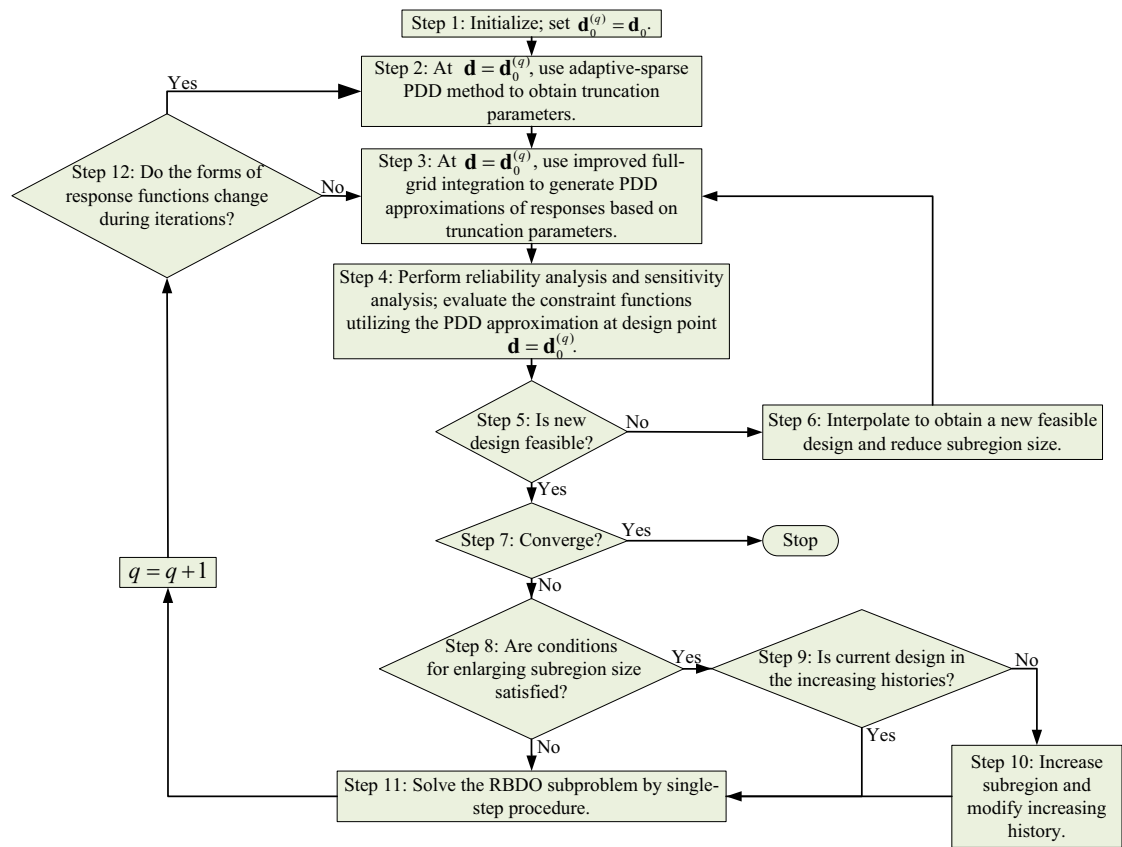 Step 1: Initialize; set d₀⁽q⁾ = d₀.
Step 2: At d = d₀⁽q⁾, use adaptive-sparse
PDD method to obtain truncation
parameters.
Yes
Step 12: Do the forms of
response functions change
during iterations?
No
Step 3: At d = d₀⁽q⁾, use improved full-
grid integration to generate PDD
approximations of responses based on
truncation parameters.
Step 4: Perform reliability analysis and sensitivity
analysis; evaluate the constraint functions
utilizing the PDD approximation at design point
d = d₀⁽q⁾.
Step 5: Is new
design feasible?
No
Step 6: Interpolate to obtain a new feasible
design and reduce subregion size.
Yes
Step 7: Converge?
Yes
Stop
No
q = q+1
Step 8: Are conditions
for enlarging subregion size
satisfied?
Yes
Step 9: Is current design in
the increasing histories?
No
Yes
No
Step 10: Increase
subregion and
modify increasing
history.
Step 11: Solve the RBDO subproblem by single-
step procedure.